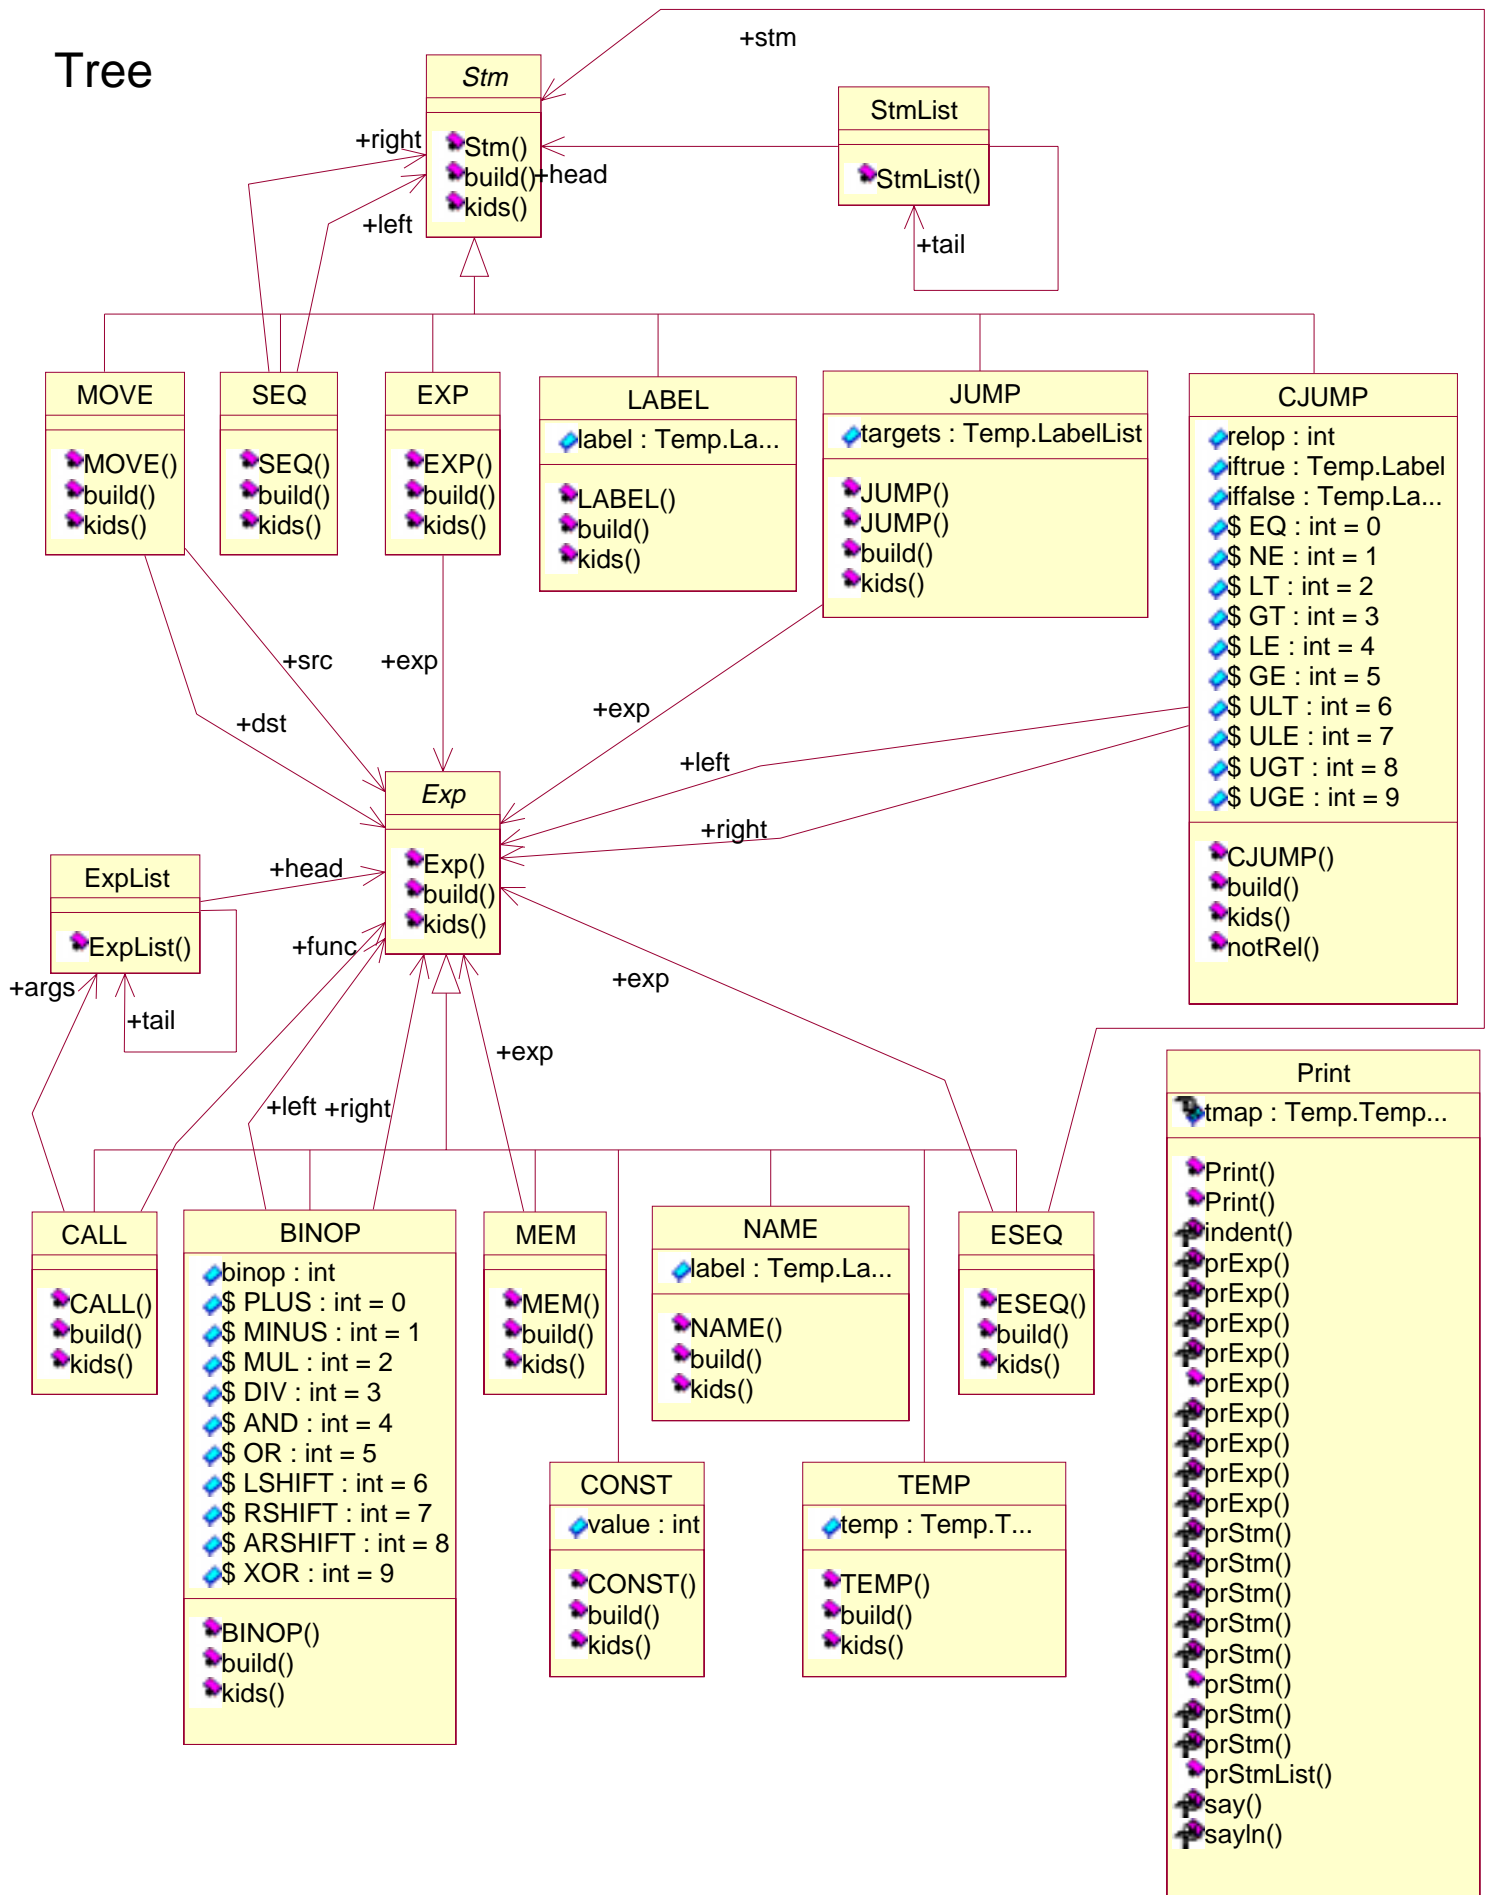 Tree
+stm
Stm
Stm()
build()
kids()
StmList
StmList()
+right
+left
+head
+tail
MOVE
MOVE()
build()
kids()
SEQ
SEQ()
build()
kids()
EXP
EXP()
build()
kids()
LABEL
label : Temp.La...
LABEL()
build()
kids()
JUMP
targets : Temp.LabelList
JUMP()
JUMP()
build()
kids()
CJUMP
relop : int
iftrue : Temp.Label
iffalse : Temp.La...
$ EQ : int = 0
$ NE : int = 1
$ LT : int = 2
$ GT : int = 3
$ LE : int = 4
$ GE : int = 5
$ ULT : int = 6
$ ULE : int = 7
$ UGT : int = 8
$ UGE : int = 9
CJUMP()
build()
kids()
notRel()
+src
+exp
+dst
+exp
+left
+right
Exp
Exp()
build()
kids()
ExpList
ExpList()
+head
+func
+args
+tail
+exp
+exp
+left
+right
CALL
CALL()
build()
kids()
BINOP
binop : int
$ PLUS : int = 0
$ MINUS : int = 1
$ MUL : int = 2
$ DIV : int = 3
$ AND : int = 4
$ OR : int = 5
$ LSHIFT : int = 6
$ RSHIFT : int = 7
$ ARSHIFT : int = 8
$ XOR : int = 9
BINOP()
build()
kids()
MEM
MEM()
build()
kids()
NAME
label : Temp.La...
NAME()
build()
kids()
ESEQ
ESEQ()
build()
kids()
CONST
value : int
CONST()
build()
kids()
TEMP
temp : Temp.T...
TEMP()
build()
kids()
Print
tmap : Temp.Temp...
Print()
Print()
indent()
prExp()
prExp()
prExp()
prExp()
prExp()
prExp()
prExp()
prExp()
prExp()
prStm()
prStm()
prStm()
prStm()
prStm()
prStm()
prStm()
prStm()
prStmList()
say()
sayln()